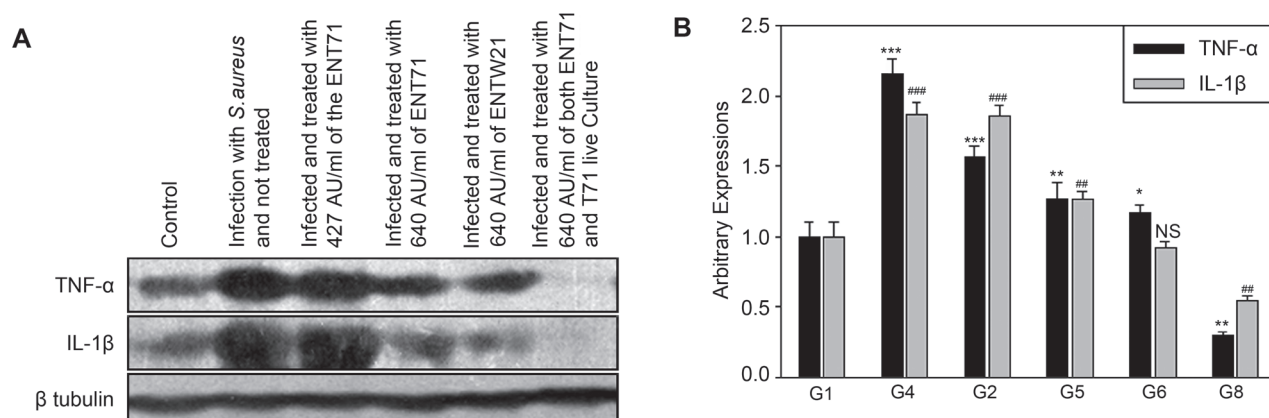 A
Control
Infection with S.aureus
and not treated
Infected and treated with
427 AU/ml of the ENT71
Infected and treated with
640 AU/ml of ENT71
Infected and treated with
640 AU/ml of ENTW21
Infected and treated with
640 AU/ml of both ENT71
and T71 live Culture
TNF-α
IL-1β
β tubulin
B
TNF-α
IL-1β
Arbitrary Expressions
2.5
2.0
1.5
1.0
0.5
0.0
***
###
***
###
**
##
*
NS
**
##
G1 G4 G2 G5 G6 G8